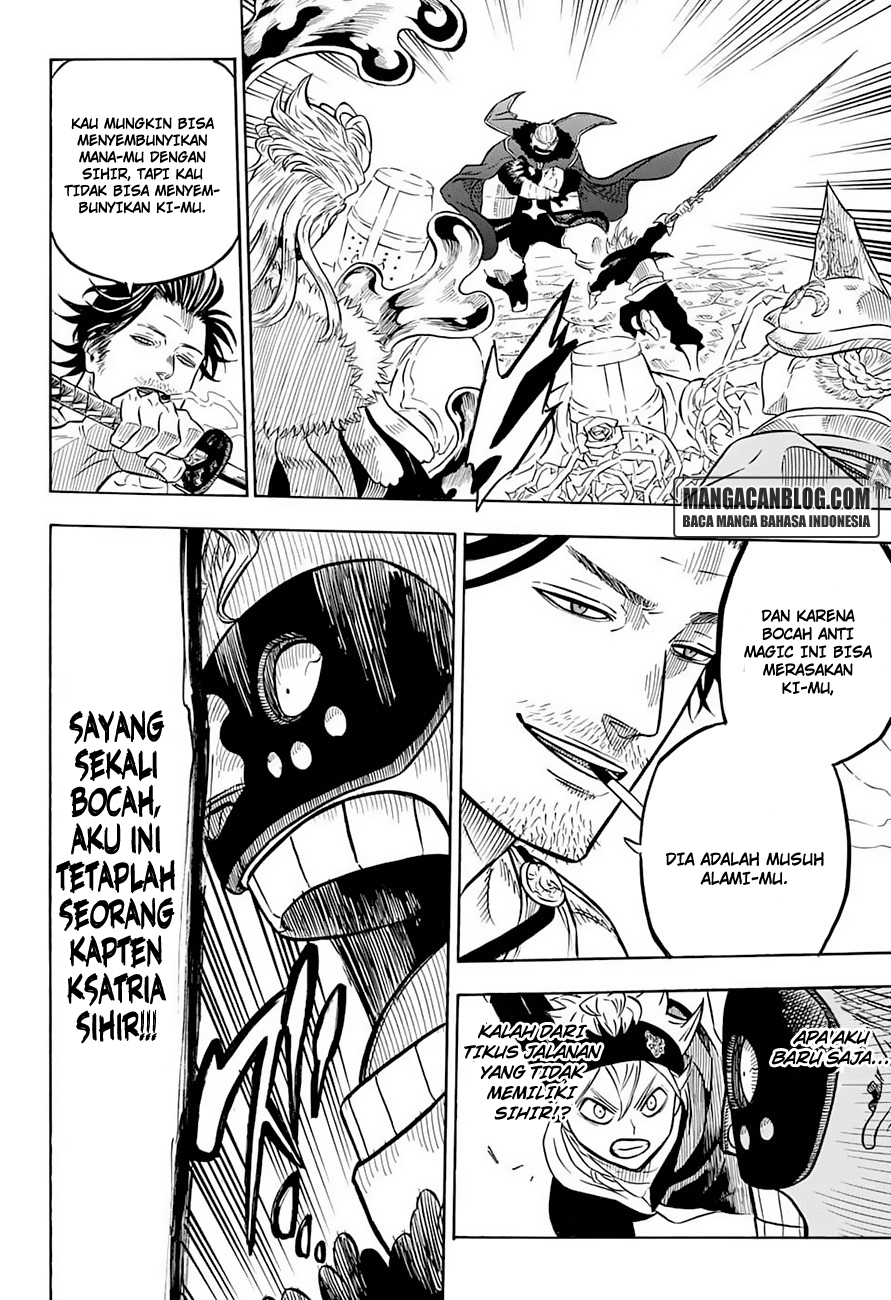 KAU MUNGKIN BISA
MENYEMBUNYIKAN
MANA-MU DENGAN
SIHIR, TAPI KAU
TIDAK BISA MENYEM-
BUNYIKAN KI-MU.
MANGACANBLOG.COM
BACA MANGA BAHASA INDONESIA
DAN KARENA
BOCAH ANTI
MAGIC INI BISA
MERASAKAN
KI-MU,
DIA ADALAH MUSUH
ALAMI-MU.
APA'AKU
BARU SAJA...
KALAH DARI
TIKUS JALANAN
YANG TIDAK
MEMILIKI
SIHIR!?
SAYANG
SEKALI
BOCAH,
AKU INI
TETAPLAH
SEORANG
KAPTEN
KSATRIA
SIHIR!!!